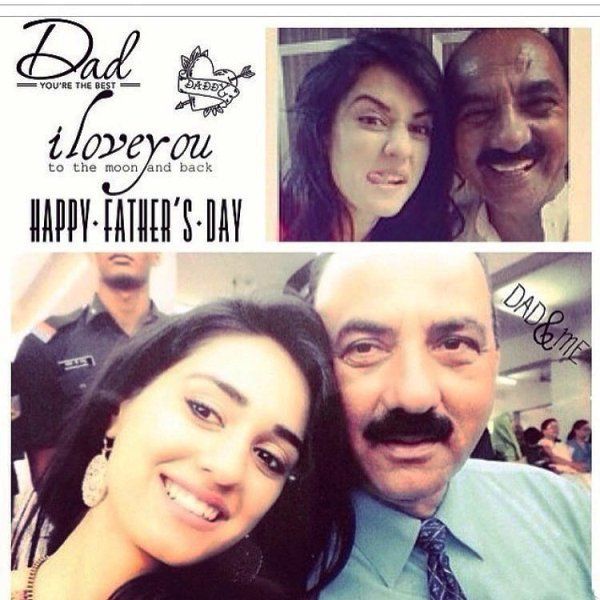 Dad
YOU'RE THE BEST
DADDY
i love you
to the moon and back
HAPPY·FATHER'S·DAY
DAD & ME